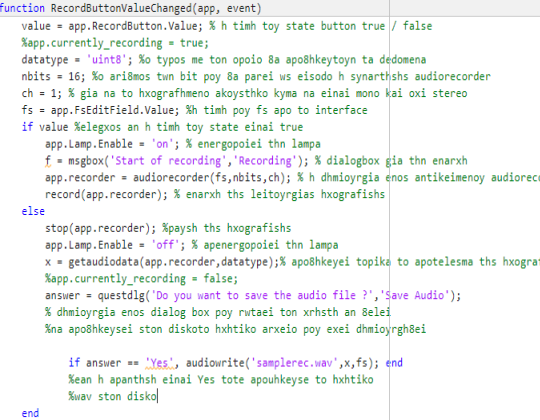 function RecordButtonValueChanged(app, event)
value = app.RecordButton.Value; % h timh toy state button true / false
%app.currently_recording = true;
datatype = 'uint8'; %o typos me ton opoio 8a apo8hkeytoyn ta dedomena
nbits = 16; %o ari8mos twn bit poy 8a parei ws eisodo h synarthshs audiorecorder
ch = 1; % gia na to hxografhmeno akoysthko kyma na einai mono kai oxi stereo
fs = app.FsEditField.Value; %h timh poy fs apo to interface
if value %elegxos an h timh toy state einai true
app.Lamp.Enable = 'on'; % energopoiei thn lampa
f = msgbox('Start of recording','Recording'); % dialogbox gia thn enarxh
app.recorder = audiorecorder(fs,nbits,ch); % h dhmioyrgia enos antikeimenoy audioreco
record(app.recorder); % enarxh ths leitoyrgias hxografishs
else
stop(app.recorder); %paysh ths hxografishs
app.Lamp.Enable = 'off'; % apenergopoiei thn lampa
x = getaudiodata(app.recorder,datatype);% apo8hkeyei topika to apotelesma ths hxograf
%app.currently_recording = false;
answer = questdlg('Do you want to save the audio file ?','Save Audio');
% dhmioyrgia enos dialog box poy rwtaei ton xrhsth an 8elei
%na apo8hkeysei ston diskoto hxhtiko arxeio poy exei dhmioyrgh8ei
if answer == 'Yes', audiowrite('samplerec.wav',x,fs); end
%ean h apanthsh einai Yes tote apouhkeyse to hxhtiko
%wav ston disko
end